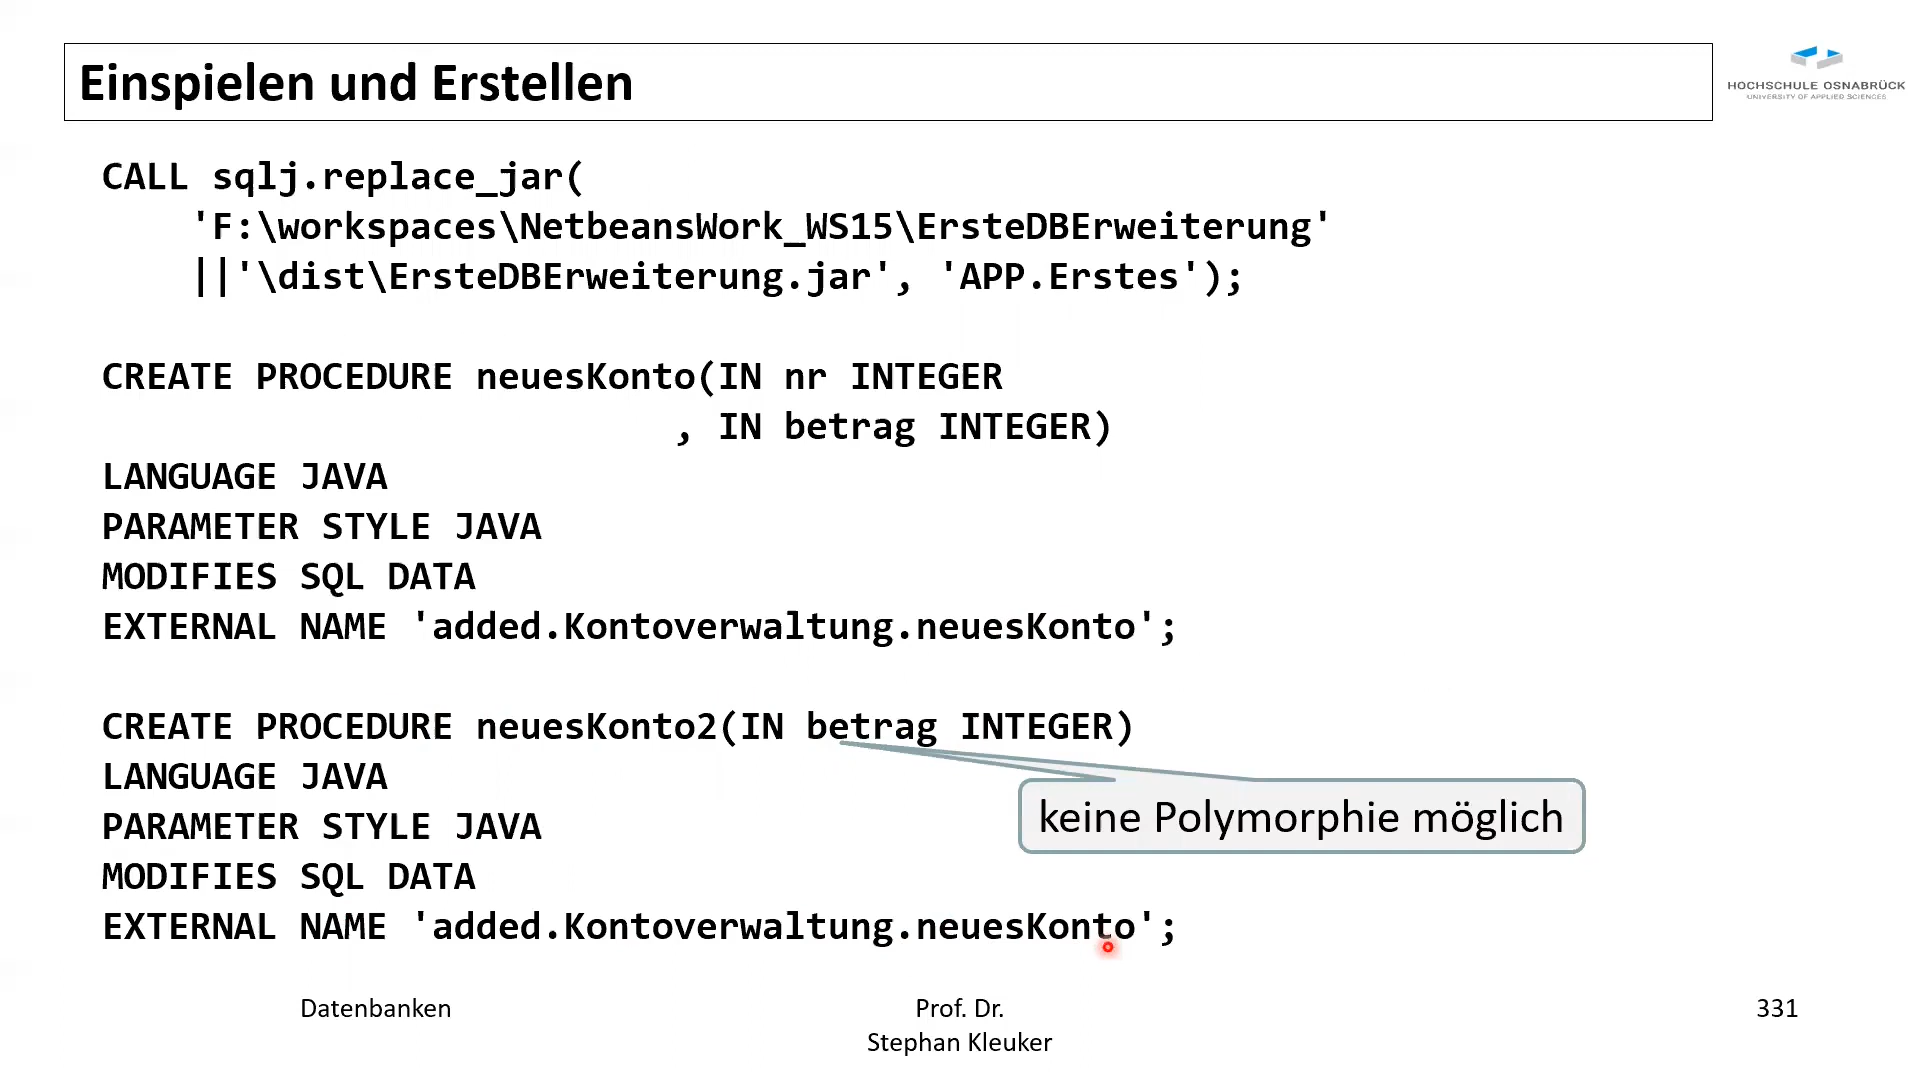 Einspielen und Erstellen
HOCHSCHULE OSNABRÜCK
UNIVERSITY OF APPLIED SCIENCES
CALL sqlj.replace_jar(
'F:\workspaces\NetbeansWork_WS15\ErsteDBErweiterung'
||'\dist\ErsteDBErweiterung.jar', 'APP.Erstes');
CREATE PROCEDURE neuesKonto(IN nr INTEGER
, IN betrag INTEGER)
LANGUAGE JAVA
PARAMETER STYLE JAVA
MODIFIES SQL DATA
EXTERNAL NAME 'added.Kontoverwaltung.neuesKonto';
CREATE PROCEDURE neuesKonto2(IN betrag INTEGER)
LANGUAGE JAVA
keine Polymorphie möglich
PARAMETER STYLE JAVA
MODIFIES SQL DATA
EXTERNAL NAME 'added.Kontoverwaltung.neuesKonto';
Datenbanken
Prof. Dr.
Stephan Kleuker
331